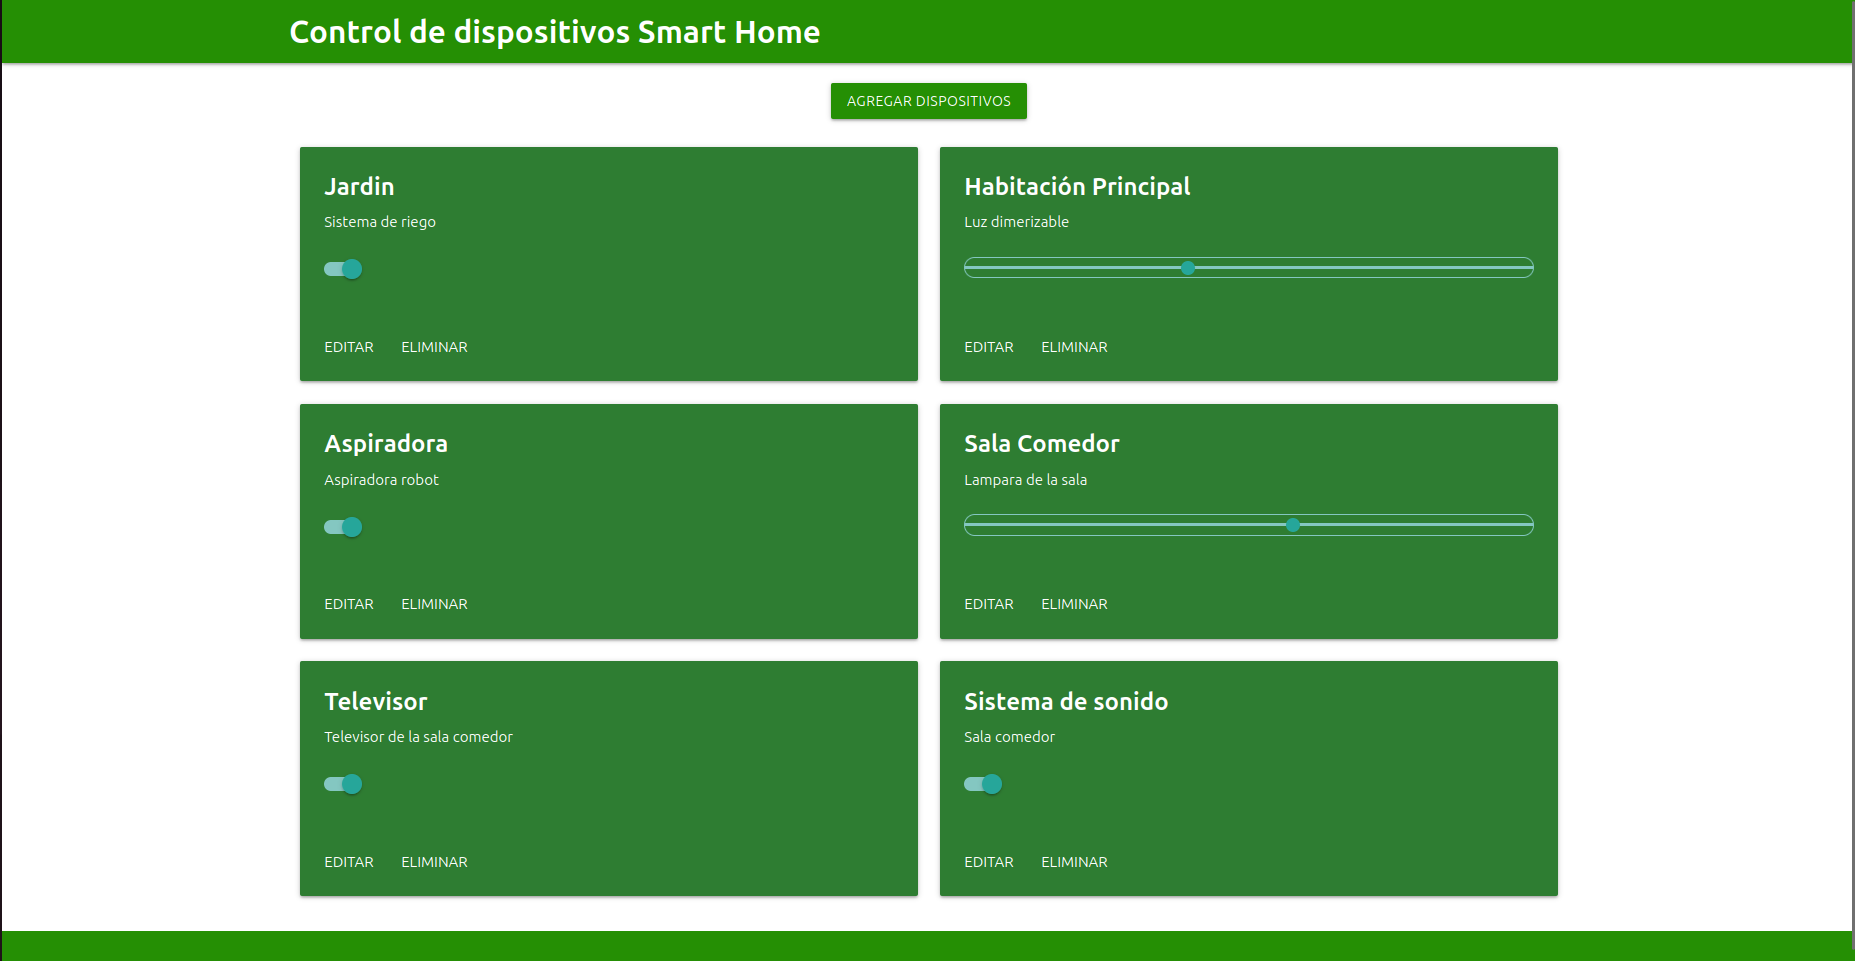 Control de dispositivos Smart Home
AGREGAR DISPOSITIVOS
Jardin
Sistema de riego
EDITAR ELIMINAR
Habitación Principal
Luz dimerizable
EDITAR ELIMINAR
Aspiradora
Aspiradora robot
EDITAR ELIMINAR
Sala Comedor
Lampara de la sala
EDITAR ELIMINAR
Televisor
Televisor de la sala comedor
EDITAR ELIMINAR
Sistema de sonido
Sala comedor
EDITAR ELIMINAR